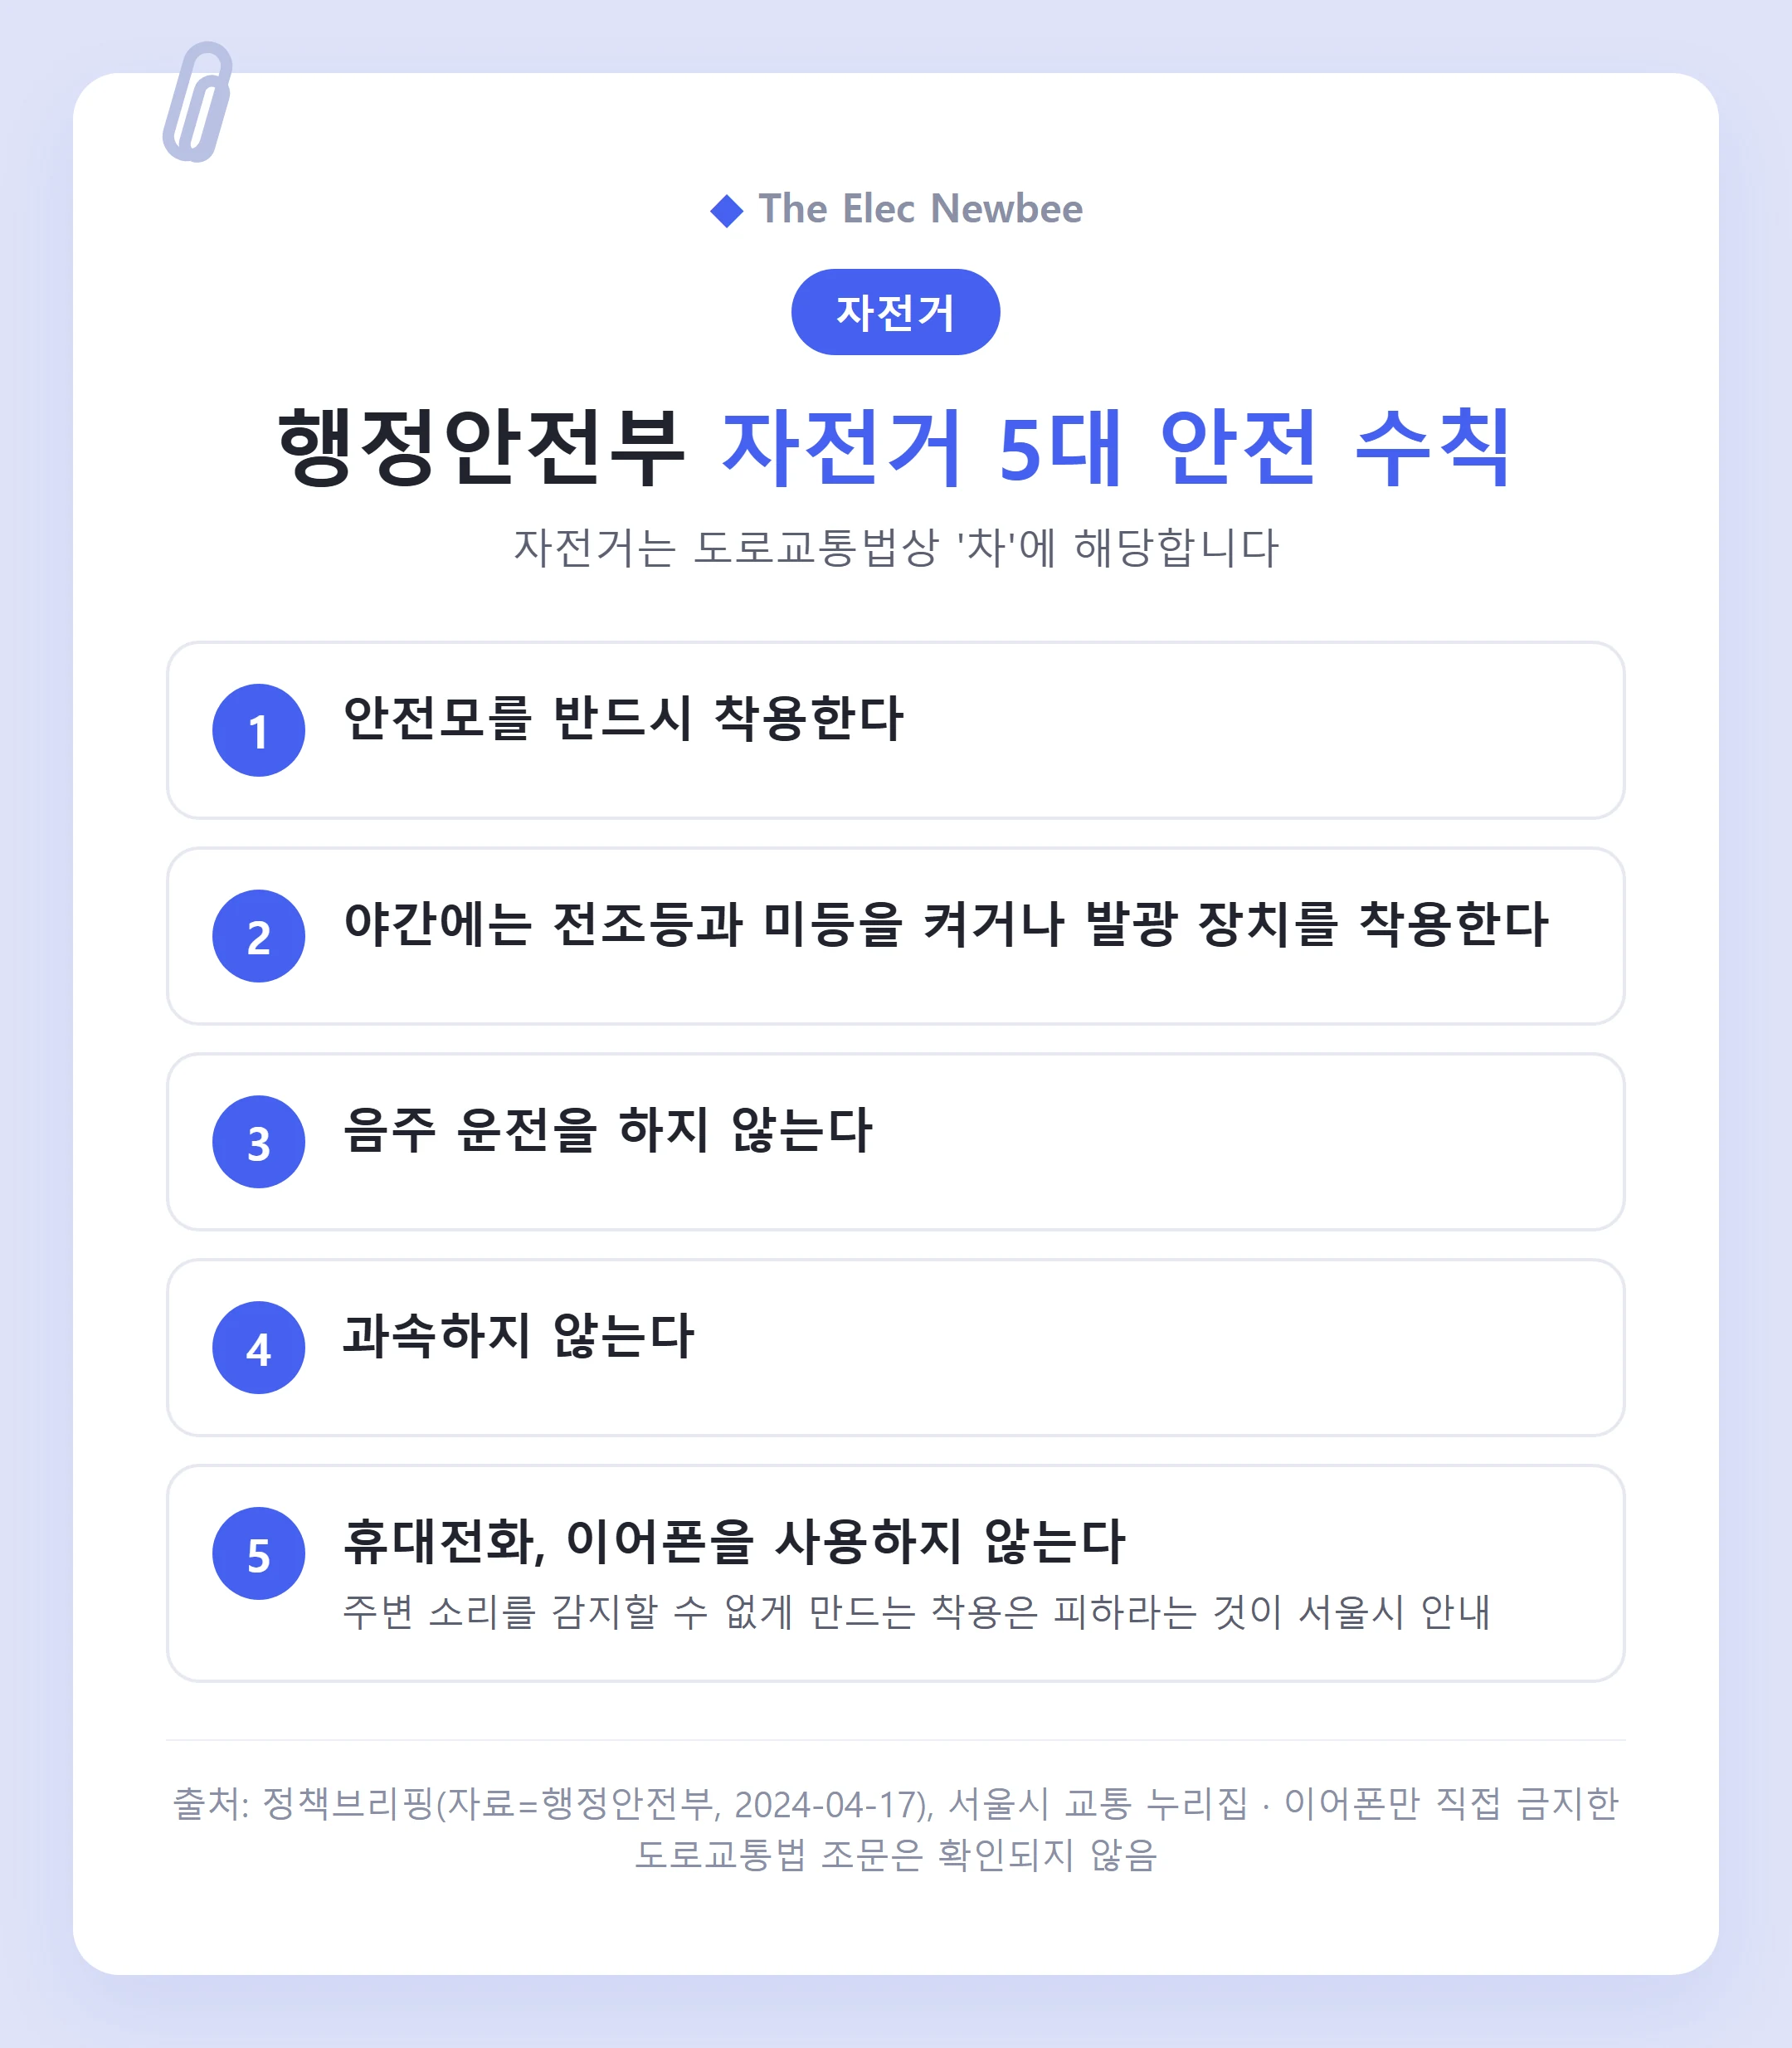 ◆ The Elec Newbee
자전거
행정안전부 자전거 5대 안전 수칙
자전거는 도로교통법상 '차'에 해당합니다
1 안전모를 반드시 착용한다
2 야간에는 전조등과 미등을 켜거나 발광 장치를 착용한다
3 음주 운전을 하지 않는다
4 과속하지 않는다
5 휴대전화, 이어폰을 사용하지 않는다
주변 소리를 감지할 수 없게 만드는 착용은 피하라는 것이 서울시 안내
출처: 정책브리핑(자료=행정안전부, 2024-04-17), 서울시 교통 누리집 · 이어폰만 직접 금지한
도로교통법 조문은 확인되지 않음